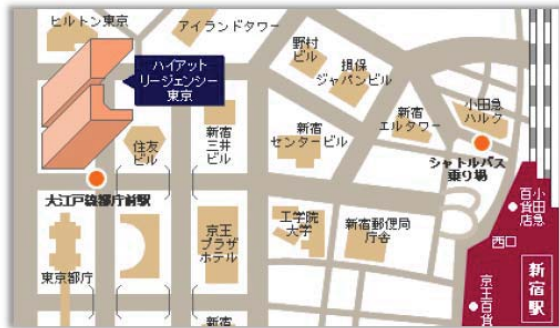 ヒルトン東京
アイランドタワー
野村
ビル
損保
ジャパンビル
ハイアット
リージェンシー
東京
小田急
ハルク
新宿
エルタワー
新宿
センタービル
新宿
三井
ビル
住友
ビル
シャトルバス
乗り場
大江戸線都庁前駅
小田急
百貨店
工学院
大学
新宿郵便局
庁舎
京王
プラザ
ホテル
西口
新宿駅
東京都庁
京王百貨
新宿